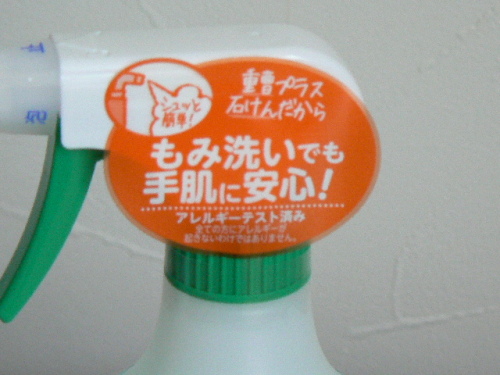 シュッと
簡単!
重曹プラス
石けんだから
もみ洗いでも
手肌に安心!
アレルギーテスト済み
全ての方にアレルギーが
起きないわけではありません。